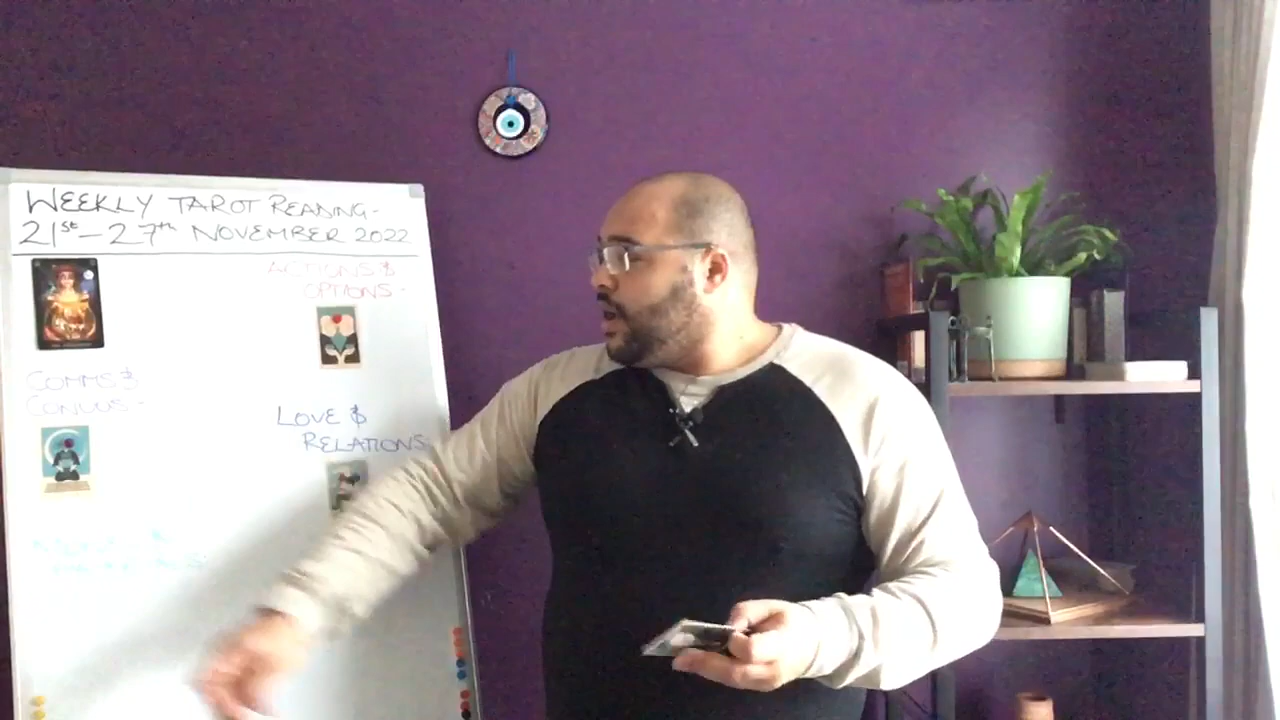 WEEKLY TAROT READING-
21st-27th NOVEMBER 2022
ACTIONS &
OPTIONS -
COMMS &
CONVOS -
LOVE &
RELATIONS